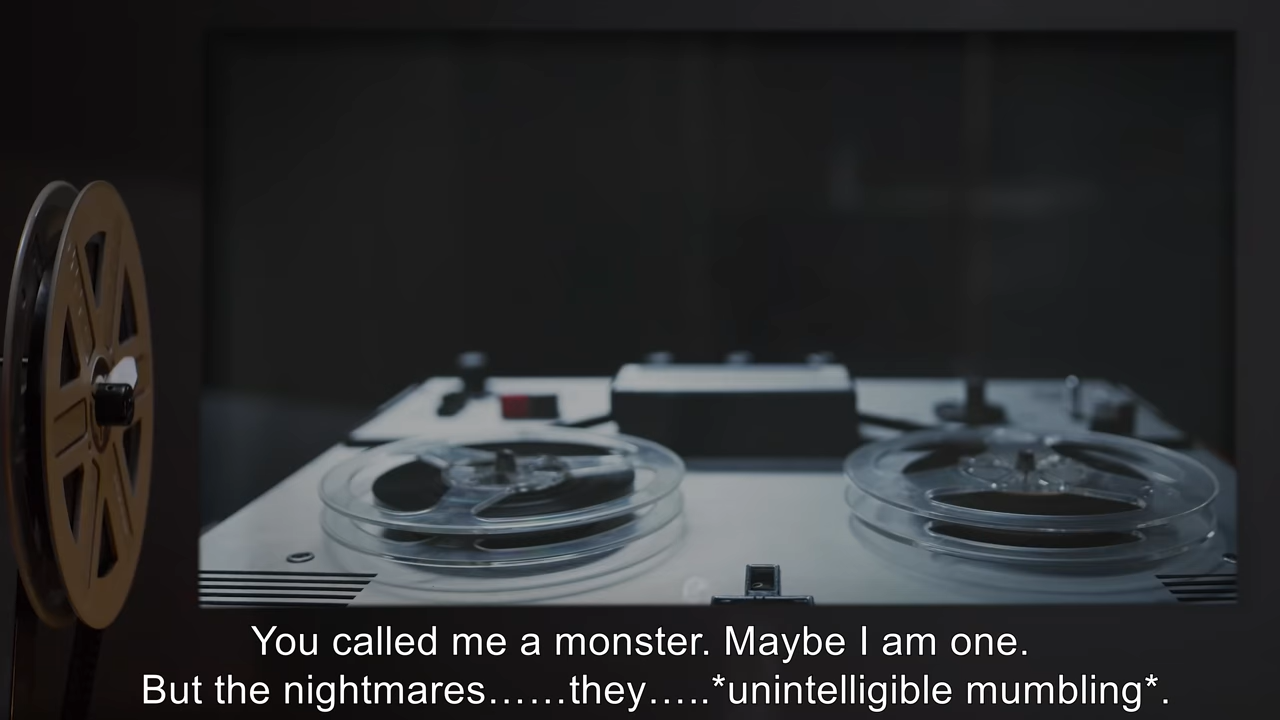 You called me a monster. Maybe I am one.
But the nightmares……they…..*unintelligible mumbling*.